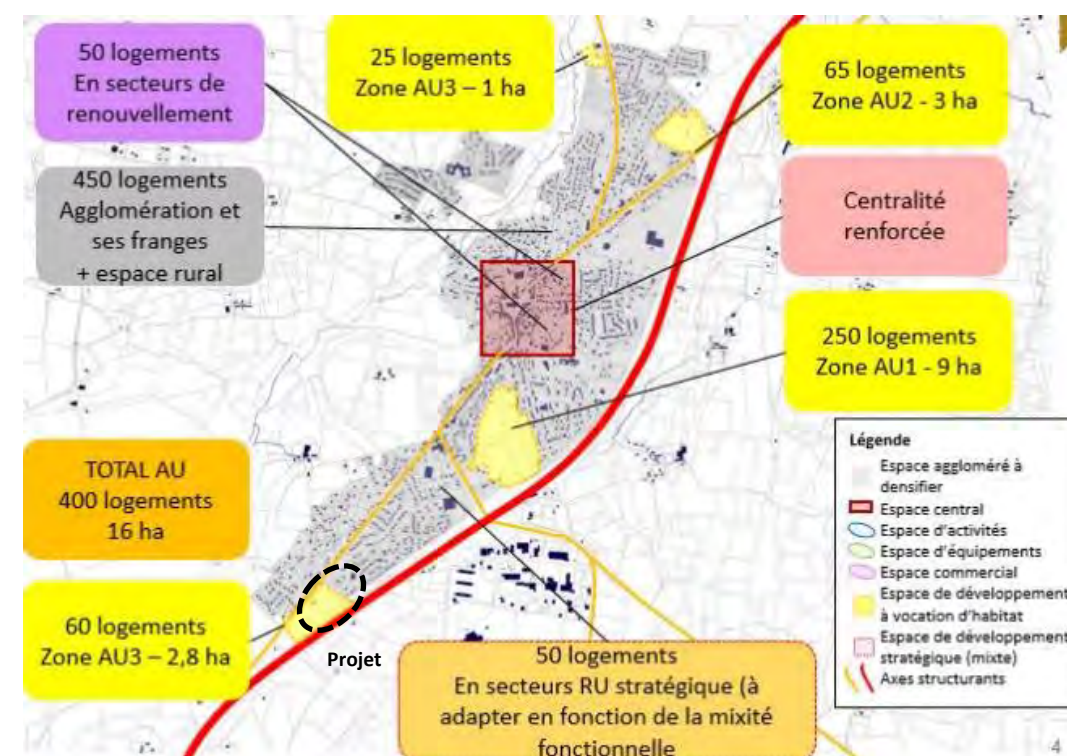 50 logements
En secteurs de
renouvellement
25 logements
Zone AU3 – 1 ha
65 logements
Zone AU2 - 3 ha
450 logements
Agglomération et
ses franges
+ espace rural
Centralité
renforcée
250 logements
Zone AU1 - 9 ha
TOTAL AU
400 logements
16 ha
60 logements
Zone AU3 – 2,8 ha
Projet
50 logements
En secteurs RU stratégique (à
adapter en fonction de la mixité
fonctionnelle
Légende
Espace aggloméré à
densifier
Espace central
Espace d'activités
Espace d'équipements
Espace commercial
Espace de développement
à vocation d'habitat
Espace de développement
stratégique (mixte)
Axes structurants
4